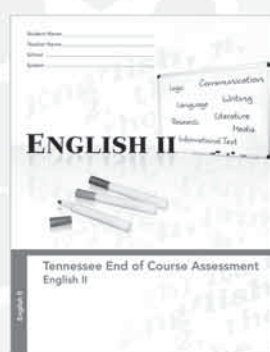 Student Name
Teacher Name
School
System
Logic Communication
Language Writing
Research Literature
Media
Informational Text
ENGLISH II
Tennessee End of Course Assessment
English II
English II